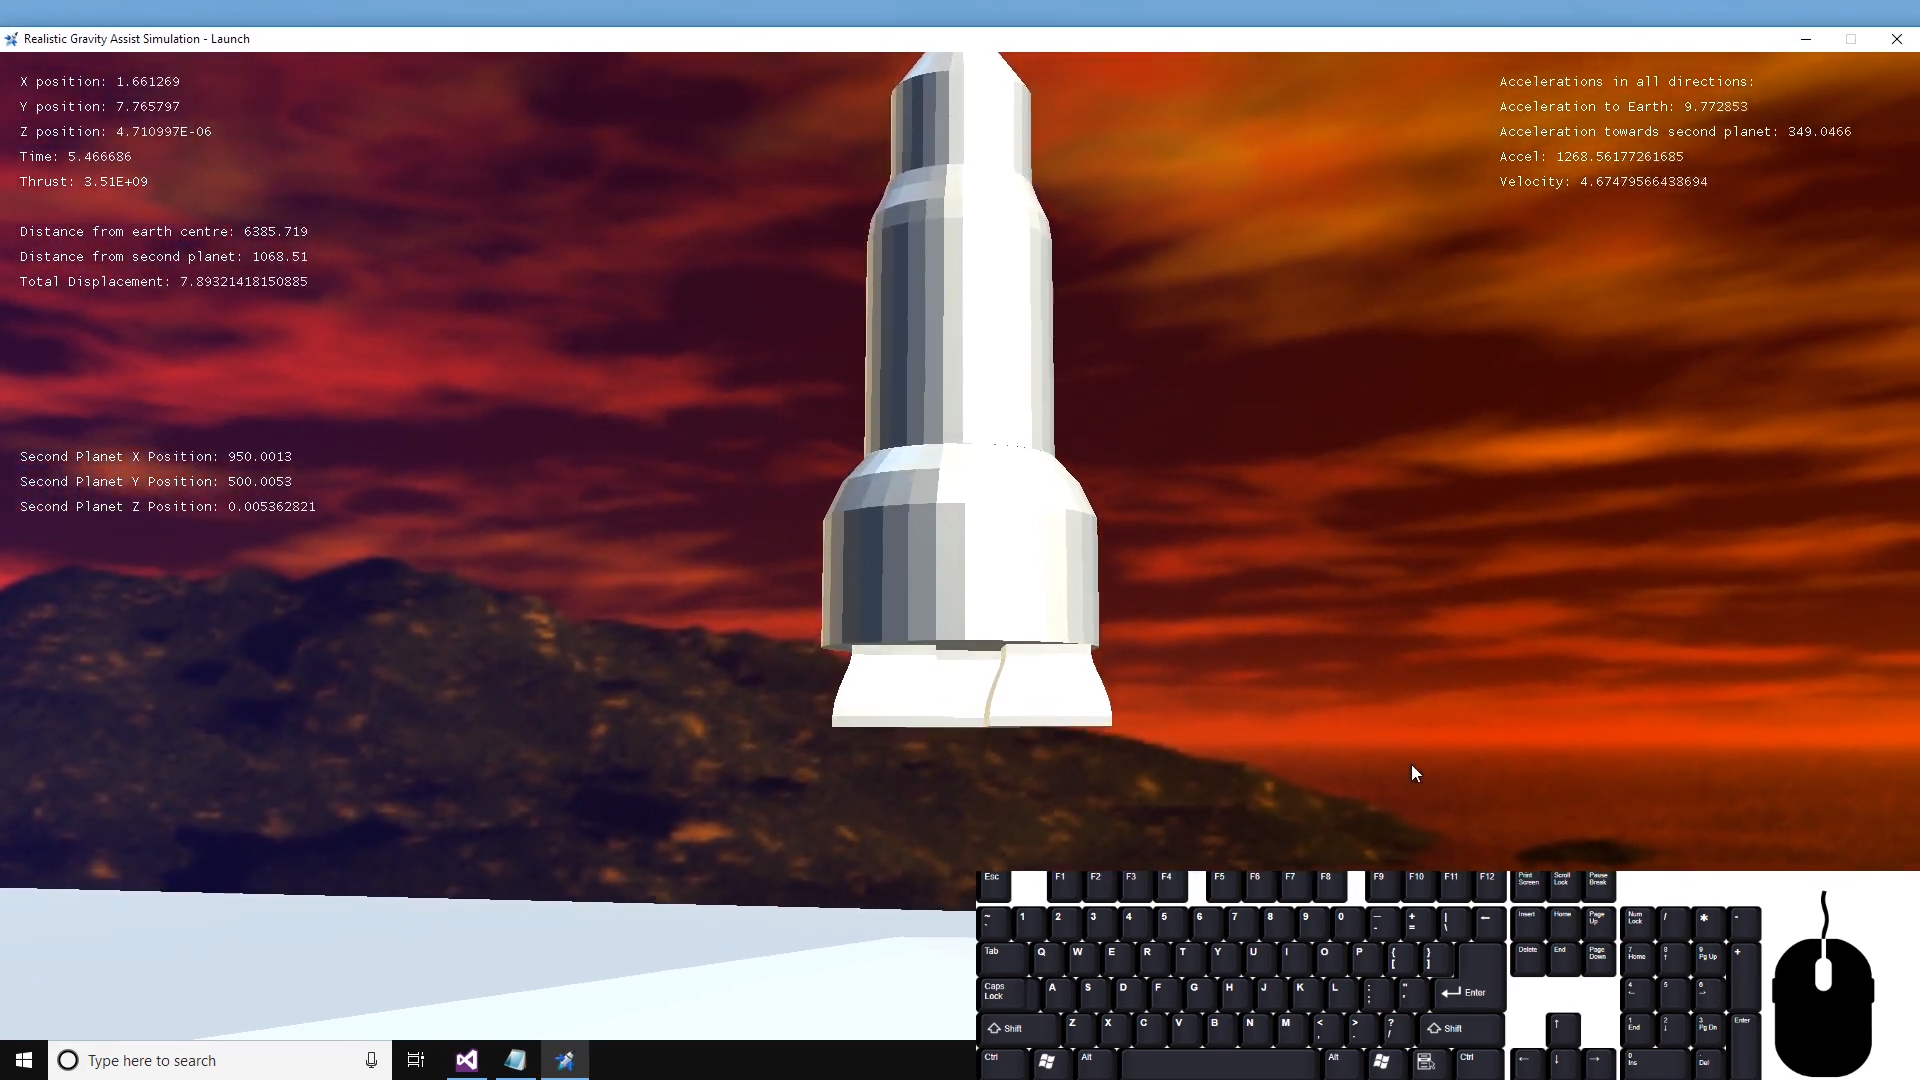 Realistic Gravity Assist Simulation - Launch
X position: 1.661269
Y position: 7.765797
Z position: 4.710997E-06
Time: 5.466686
Thrust: 3.51E+09
Distance from earth centre: 6385.719
Distance from second planet: 1068.51
Total Displacement: 7.89321418150885
Second Planet X Position: 950.0013
Second Planet Y Position: 500.0053
Second Planet Z Position: 0.005362821
Accelerations in all directions:
Acceleration to Earth: 9.772853
Acceleration towards second planet: 349.0466
Accel: 1268.56177261685
Velocity: 4.67479566438694
Esc F1 F2 F3 F4 F5 F6 F7 F8 F9 F10 F11 F12 Print Screen Scroll Lock Pause Break
~ ` 1 2 3 4 5 6 7 8 9 0 — - + = | \ ← Insert Home Page Up Num Lock / * -
Tab Q W E R T Y U I O P { [ } ] Delete End Page Down 7 Home 8 ↑ 9 Pg Up +
Caps Lock A S D F G H J K L : ; " ' Enter 4 ← 5 6 →
Shift Z X C V B N M < , > . ? / Shift ↑ 1 End 2 ↓ 3 Pg Dn Enter
Ctrl Alt Alt Ctrl ← ↓ → 0 Ins . Del
Type here to search